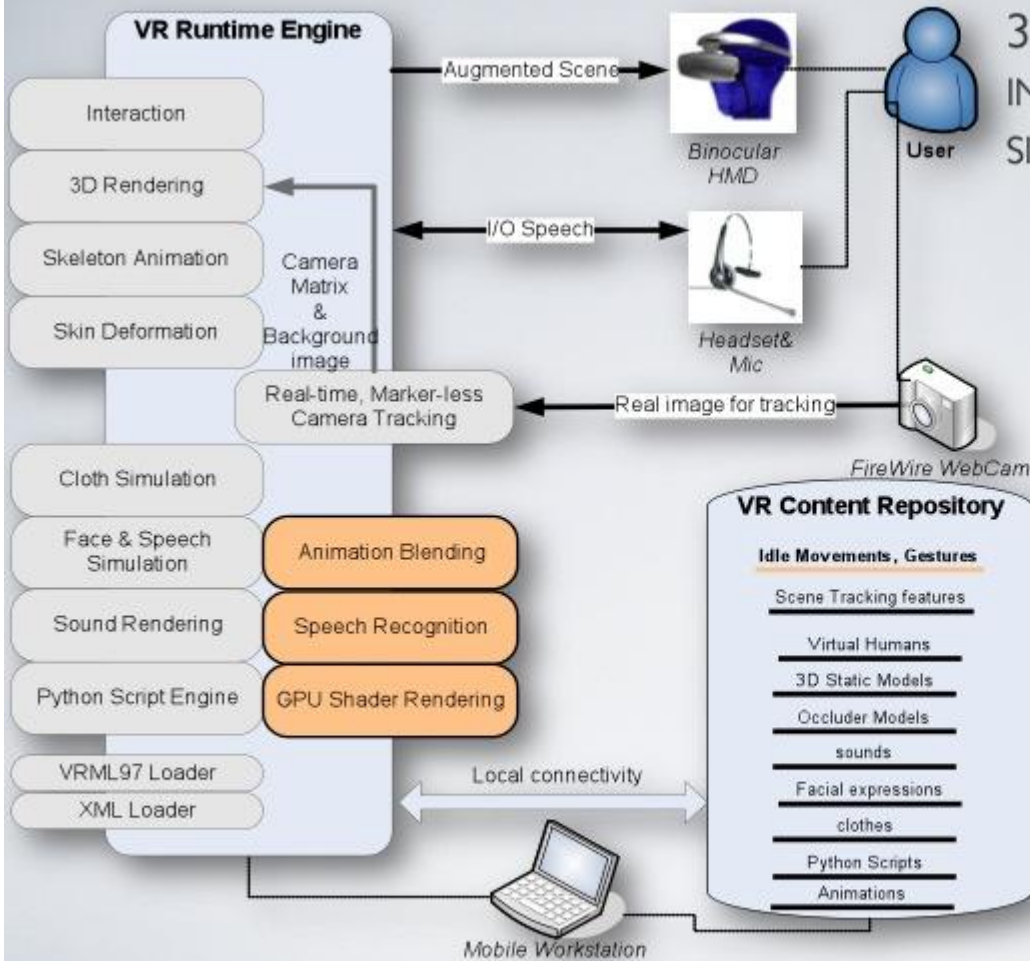 VR Runtime Engine
Interaction
3D Rendering
Skeleton Animation
Skin Deformation
Camera
Matrix
&
Background
image
Real-time, Marker-less
Camera Tracking
Cloth Simulation
Face & Speech
Simulation
Sound Rendering
Python Script Engine
Animation Blending
Speech Recognition
GPU Shader Rendering
VRML97 Loader
XML Loader
Augmented Scene
Binocular
HMD
User
I/O Speech
Headset&
Mic
Real image for tracking
FireWire WebCam
3
IN
VR Content Repository
Idle Movements, Gestures
Scene Tracking features
Virtual Humans
3D Static Models
Occluder Models
sounds
Facial expressions
clothes
Python Scripts
Animations
Local connectivity
Mobile Workstation